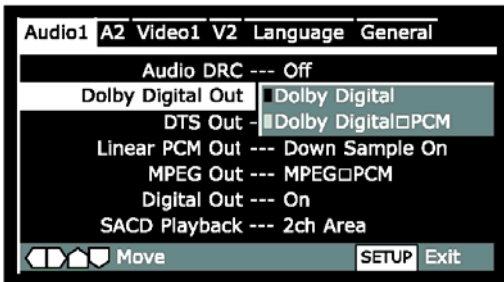 Audio1 A2 Video1 V2 Language General
Audio DRC --- Off
Dolby Digital Out Dolby Digital
DTS Out - Dolby Digital□PCM
Linear PCM Out --- Down Sample On
MPEG Out --- MPEG□PCM
Digital Out --- On
SACD Playback --- 2ch Area
Move SETUP Exit